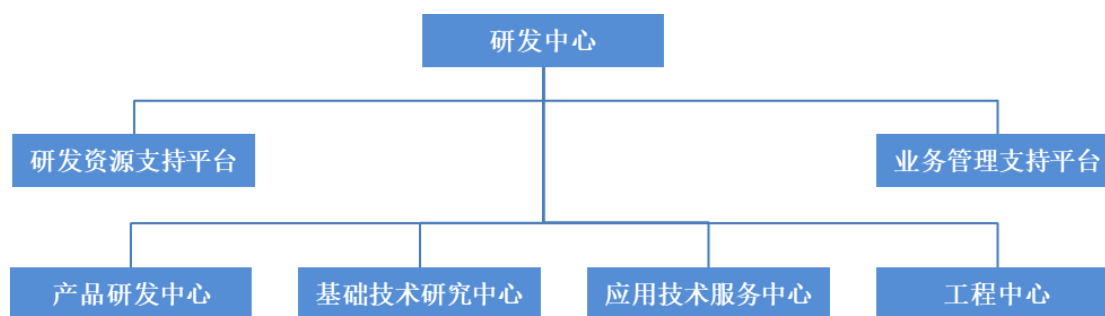 研发中心
研发资源支持平台
业务管理支持平台
产品研发中心
基础技术研究中心
应用技术服务中心
工程中心